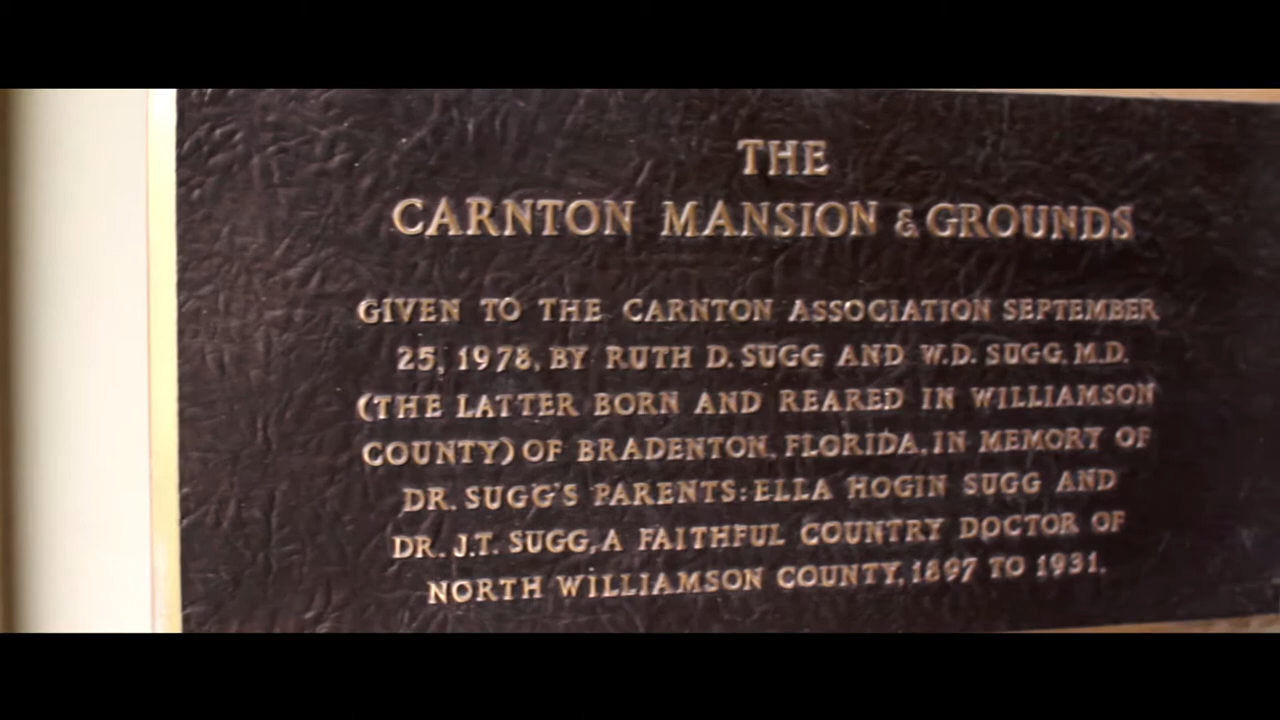 THE
CARNTON MANSION & GROUNDS
GIVEN TO THE CARNTON ASSOCIATION SEPTEMBER
25, 1978, BY RUTH D. SUGG AND W.D. SUGG, M.D.
(THE LATTER BORN AND REARED IN WILLIAMSON
COUNTY) OF BRADENTON, FLORIDA, IN MEMORY OF
DR. SUGG'S PARENTS: ELLA HOGIN SUGG AND
DR. J.T. SUGG, A FAITHFUL COUNTRY DOCTOR OF
NORTH WILLIAMSON COUNTY, 1897 TO 1931.